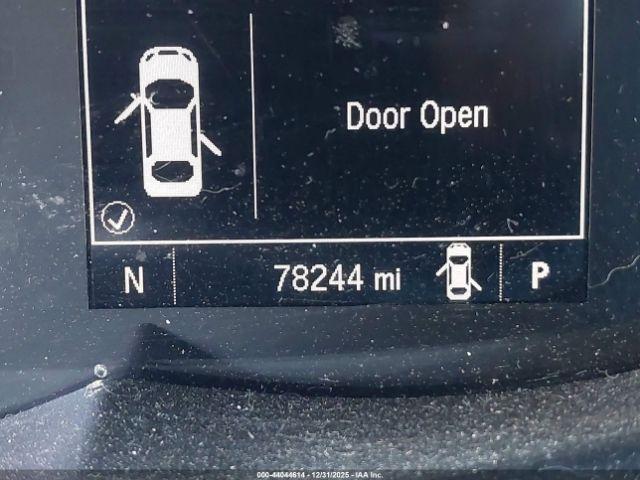 Door Open
N 78244 mi P
000-44044614 - 12/31/2025 - IAA Inc.